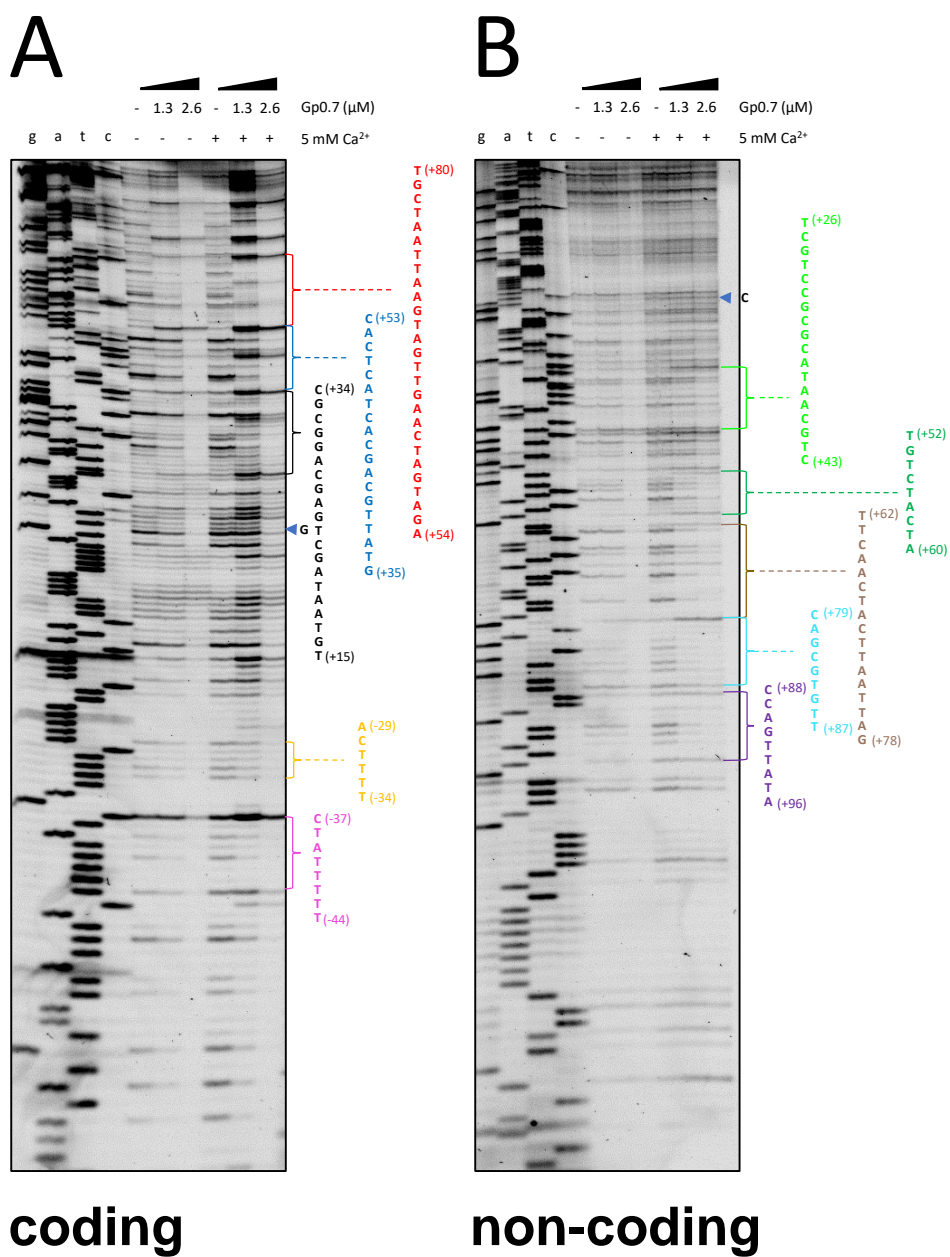 A
Gp0.7 (µM)
- 1.3 2.6 - 1.3 2.6
g a t c - - - + + + 5 mM Ca²⁺
T (+80) G C T A A T T A A G T A G T T G A A C T A G T A G A (+54)
C (+53) A C T C A T C A C G A C G T T A T G (+35)
C (+34) G C G G A C G A G T C G A T A A T G T (+15)
G
A (-29) C T T T T (-34)
C (-37) T A T T T T T (-44)
coding
B
Gp0.7 (µM)
- 1.3 2.6 - 1.3 2.6
g a t c - - - + + + 5 mM Ca²⁺
T (+26) C G T C C G C G C A T A A C G T C (+43)
C
T (+52) G T C T A C T A (+60)
T (+62) T C A A C T A C T T A A T T A G (+78)
C (+79) A G C G T G T T (+87)
C (+88) C A G T T A T A (+96)
non-coding